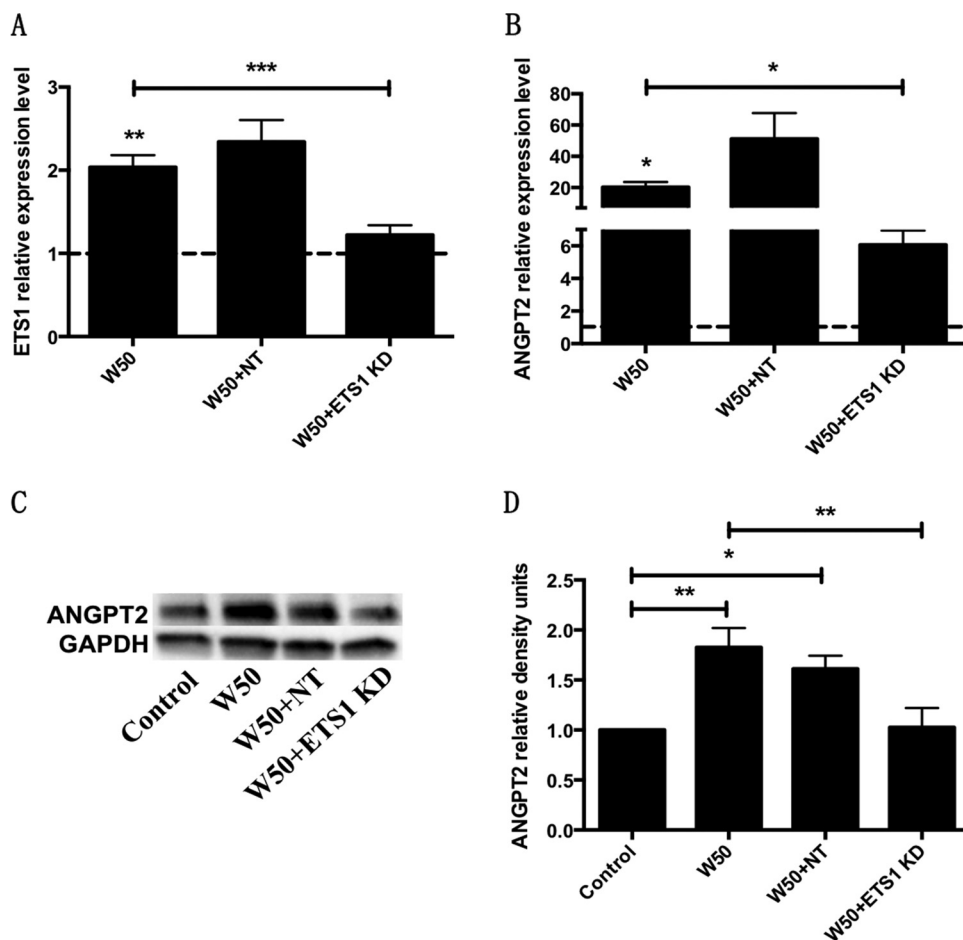 A
ETS1 relative expression level
3
2
1
0
***
**
W50
W50+NT
W50+ETS1 KD
B
ANGPT2 relative expression level
80
60
40
20
6
4
2
0
*
*
W50
W50+NT
W50+ETS1 KD
C
ANGPT2
GAPDH
Control
W50
W50+NT
W50+ETS1 KD
D
ANGPT2 relative density units
2.5
2.0
1.5
1.0
0.5
0.0
**
*
**
Control
W50
W50+NT
W50+ETS1 KD